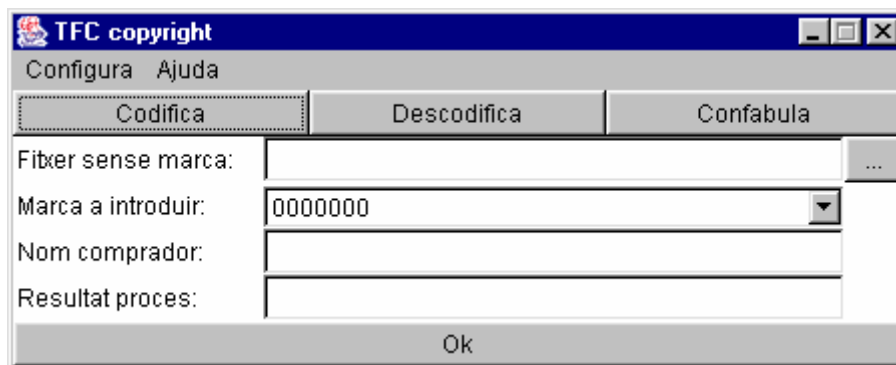 TFC copyright
Configura Ajuda
Codifica Descodifica Confabula
Fitxer sense marca: ...
Marca a introduir: 0000000
Nom comprador:
Resultat proces:
Ok